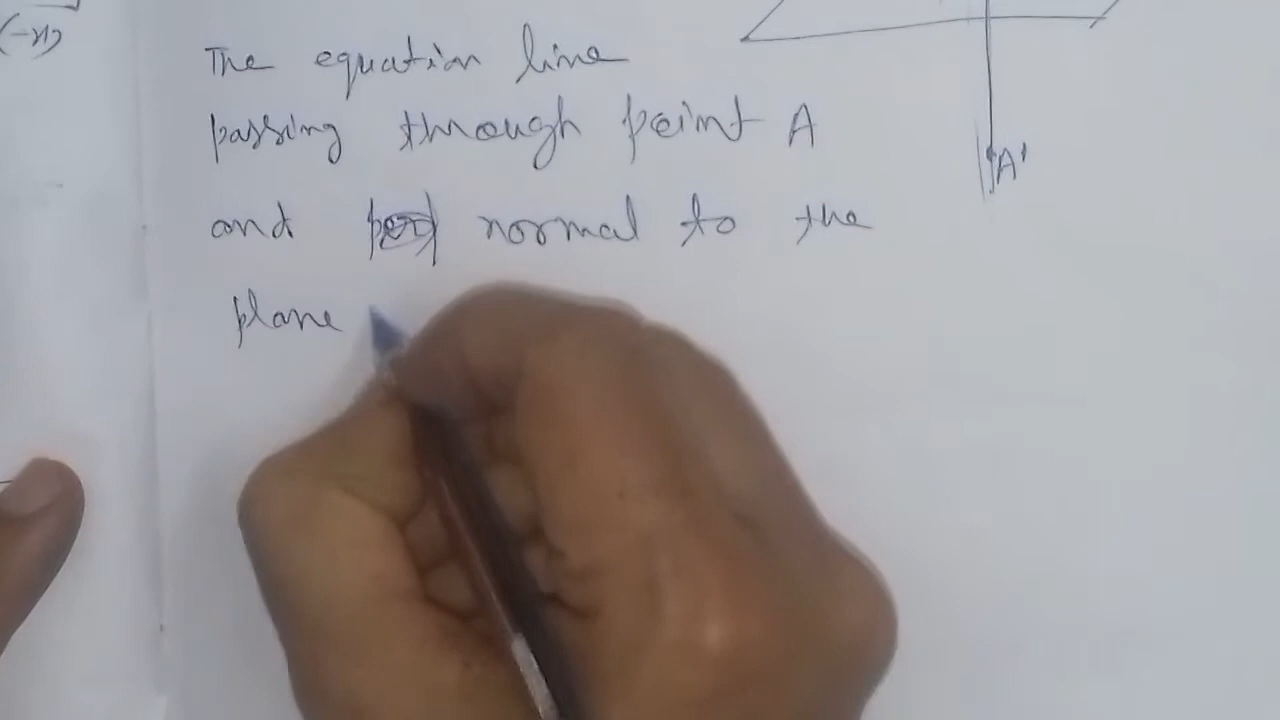 The equation line
passing through point A
and normal to the
plane
A'